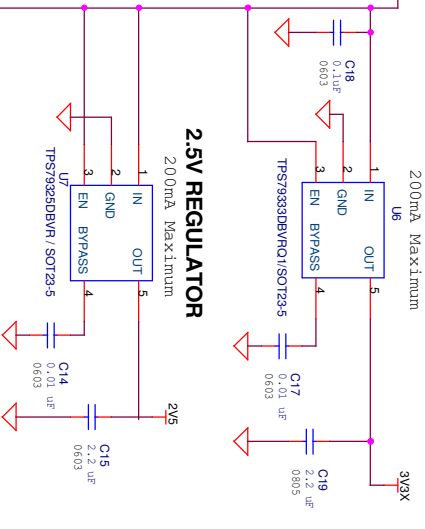 200mA Maximum
U6
IN
GND
EN
OUT
BYPASS
1
2
3
5
4
TPS79333DBVRQ1/SOT23-5
C18
0.1uF
0603
C17
0.01 uF
0603
C19
2.2 uF
0805
3V3X
2.5V REGULATOR
200mA Maximum
IN
GND
EN
OUT
BYPASS
1
2
3
5
4
U7
TPS79325DBVR / SOT23-5
C14
0.01 uF
0603
C15
2.2 uF
0603
2V5